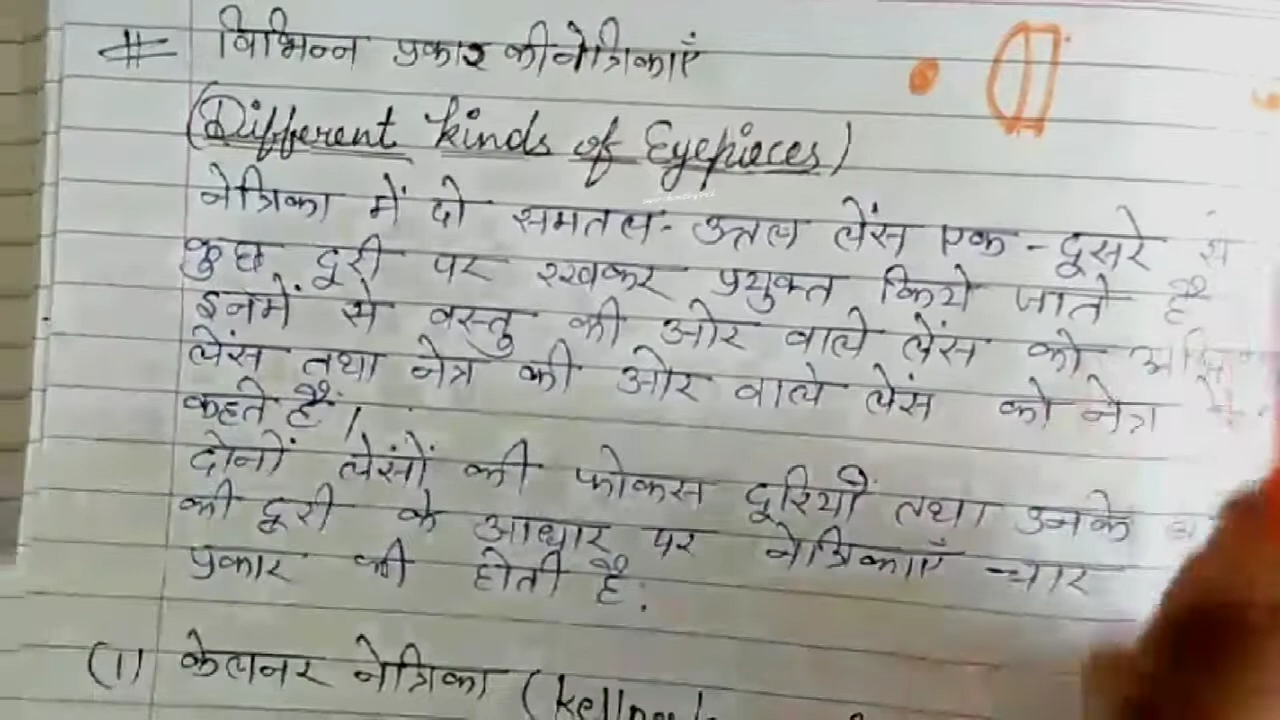 # विभिन्न प्रकार की नेत्रिकाएँ
(Different kinds of Eyepieces)
नेत्रिका में दो समतल-उत्तल लेंस एक-दूसरे से
कुछ दूरी पर रखकर प्रयुक्त किये जाते हैं
इनमें से वस्तु की ओर वाले लेंस को
लेंस तथा नेत्र की ओर वाले लेंस को नेत्र
कहते हैं।
दोनों लेंसों की फोकस दूरियों तथा उनके
की दूरी के आधार पर नेत्रिकाएँ चार
प्रकार की होती हैं:
(1) केलनर नेत्रिका (